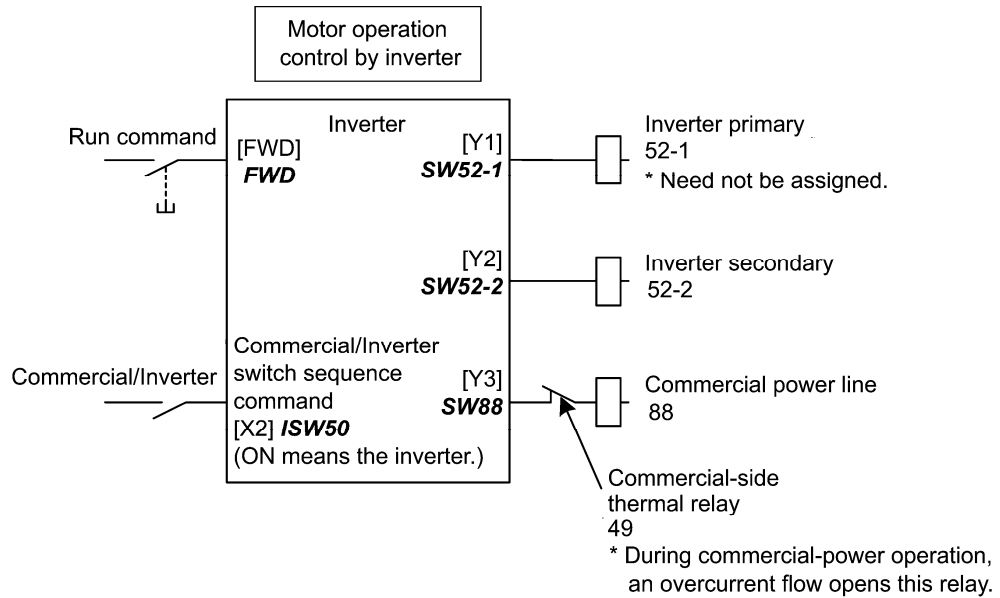 Motor operation
control by inverter
Inverter
Run command
[FWD]
FWD
[Y1]
SW52-1
Inverter primary
52-1
* Need not be assigned.
[Y2]
SW52-2
Inverter secondary
52-2
Commercial/Inverter
Commercial/Inverter
switch sequence
command
[X2] ISW50
(ON means the inverter.)
[Y3]
SW88
Commercial power line
88
Commercial-side
thermal relay
49
* During commercial-power operation,
an overcurrent flow opens this relay.